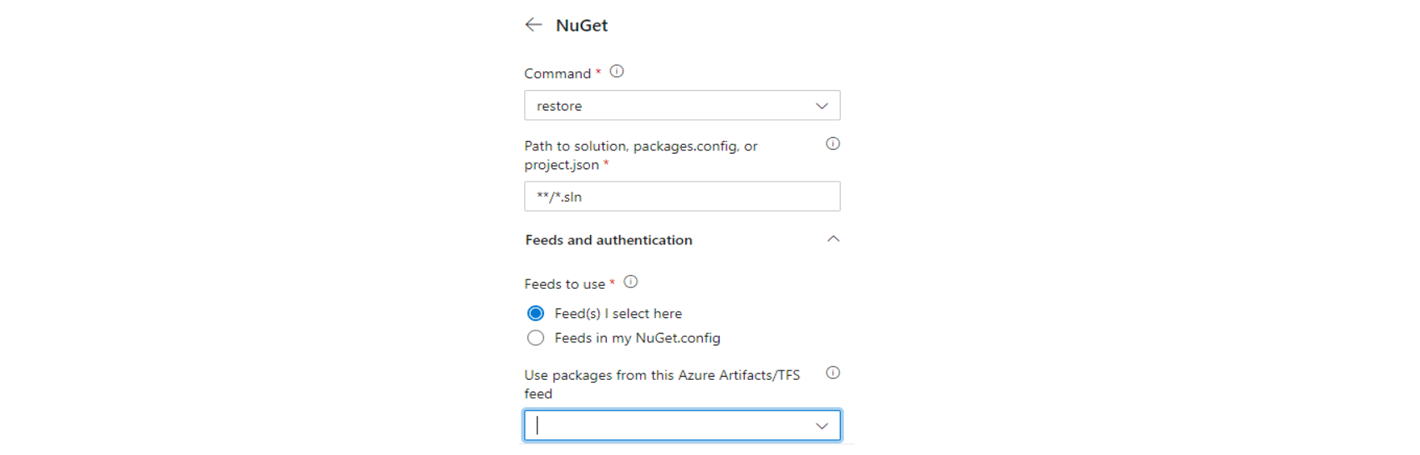 NuGet
Command *
restore
Path to solution, packages.config, or
project.json *
**/*.sln
Feeds and authentication
Feeds to use *
Feed(s) I select here
Feeds in my NuGet.config
Use packages from this Azure Artifacts/TFS
feed